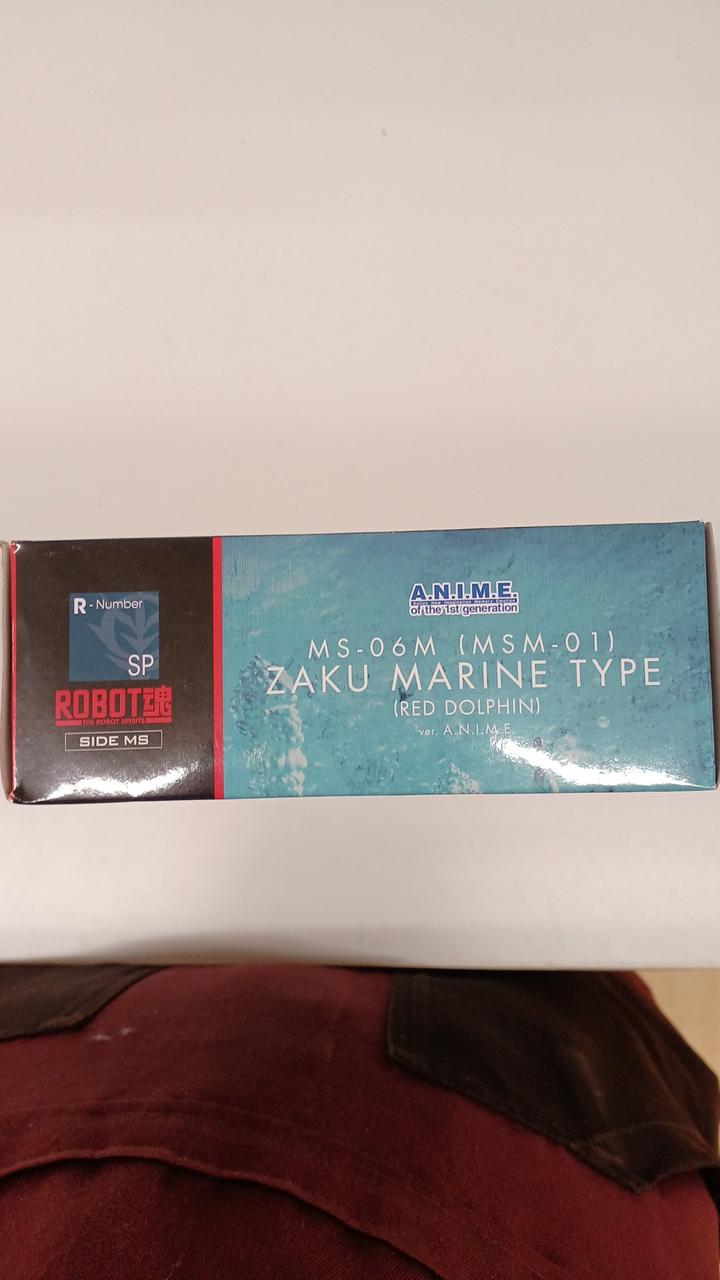 R - Number
SP
ROBOT魂
THE ROBOT SPIRITS
SIDE MS
A.N.I.M.E.
of the 1st generation
MS-06M (MSM-01)
ZAKU MARINE TYPE
(RED DOLPHIN)
ver. A.N.I.M.E.